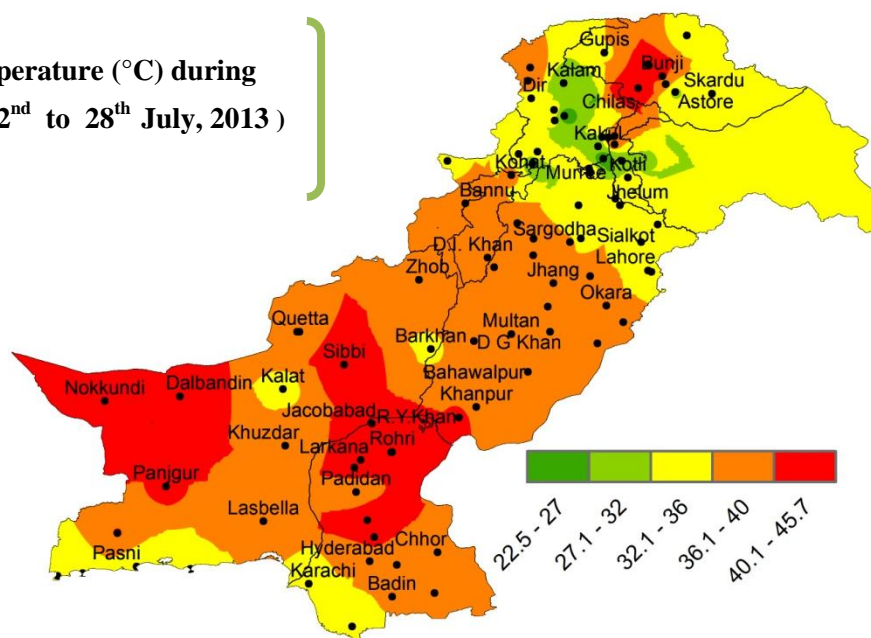 perature (°C) during
2nd to 28th July, 2013 )
Gupis
Bunji
Kalam
Skardu
Dir
Chilas
Astore
Kakul
Kohat
Kotli
Murree
Bannu
Jhelum
Sargodha
Sialkot
D.I. Khan
Lahore
Zhob
Jhang
Okara
Quetta
Multan
Barkhan
D G Khan
Sibbi
Bahawalpur
Nokkundi
Dalbandin
Kalat
Khanpur
Jacobabad
R.Y.Khan
Khuzdar
Rohri
Larkana
Panjgur
Padidan
Lasbella
Chhor
Pasni
Hyderabad
Karachi
Badin
22.5 - 27
27.1 - 32
32.1 - 36
36.1 - 40
40.1 - 45.7